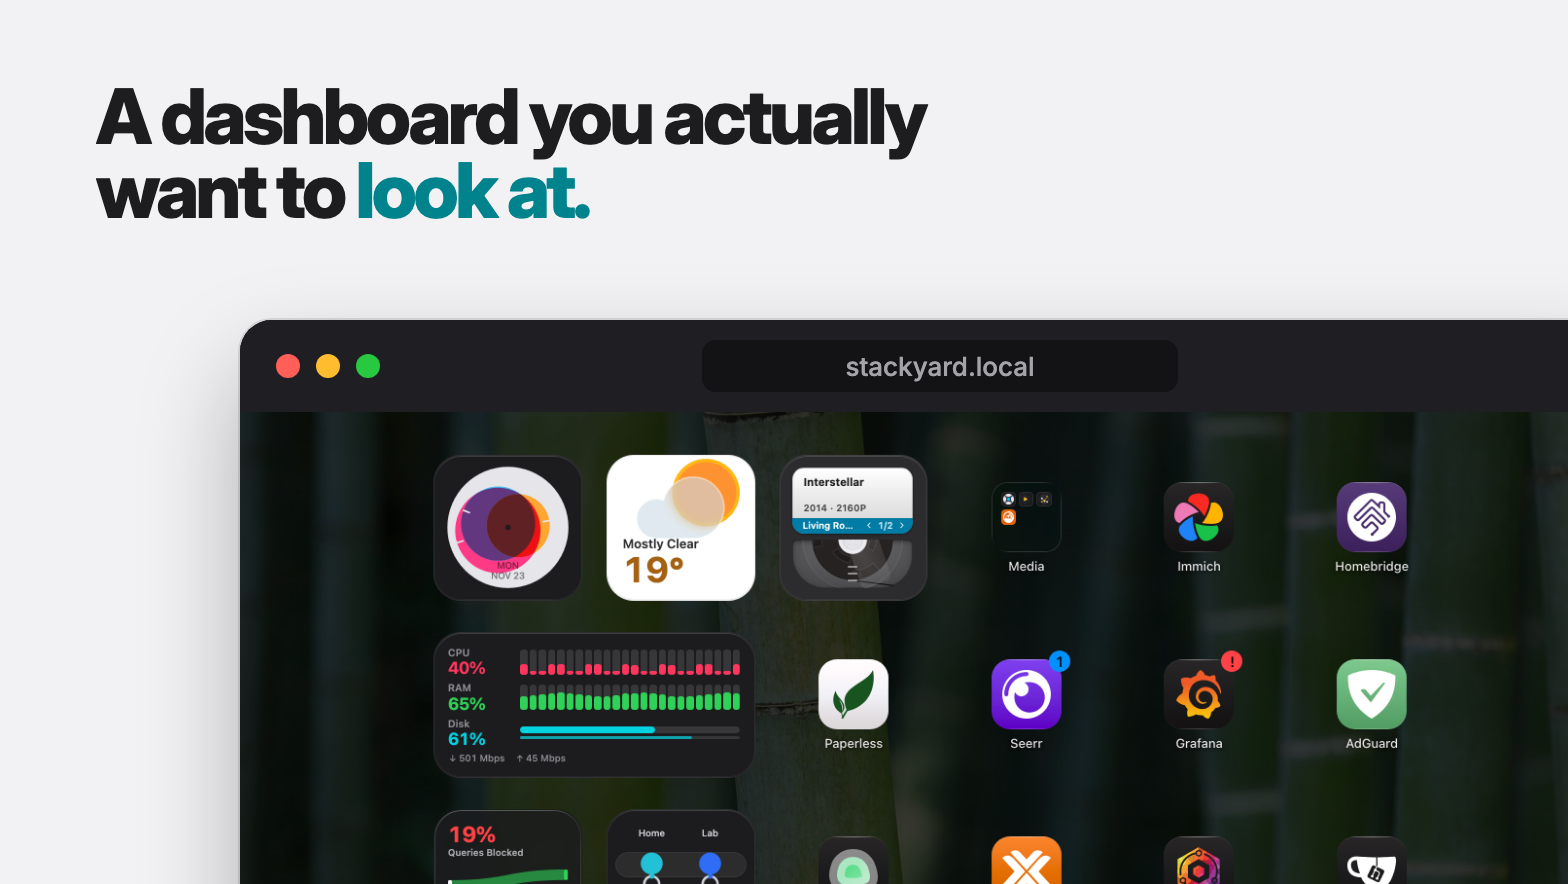 A dashboard you actually
want to look at.
stackyard.local
MON
NOV 23
Mostly Clear
19°
Interstellar
2014 · 2160P
Living Ro... < 1/2 >
Media
Immich
Homebridge
CPU
40%
RAM
65%
Disk
61%
↓ 501 Mbps ↑ 45 Mbps
Paperless
1
Seerr
!
Grafana
AdGuard
19%
Queries Blocked
Home Lab